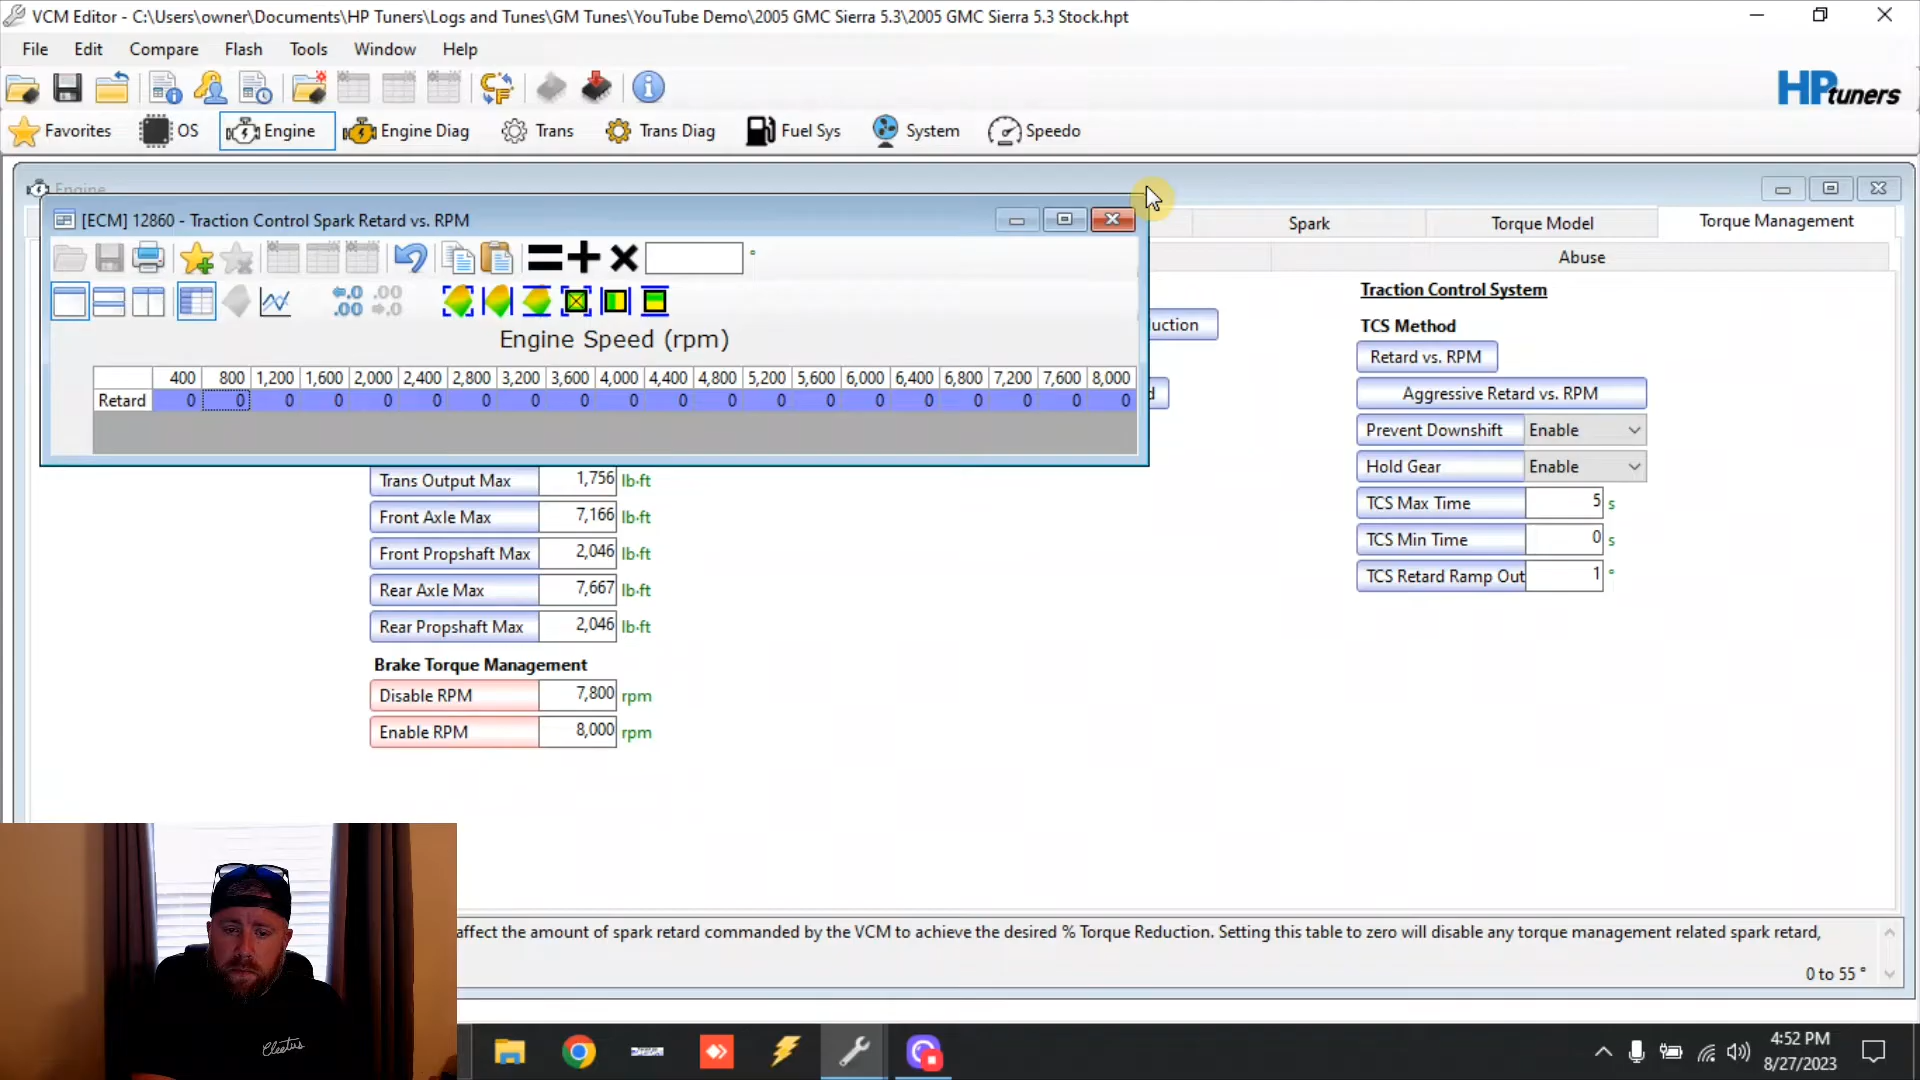 VCM Editor - C:\Users\owner\Documents\HP Tuners\Logs and Tunes\GM Tunes\YouTube Demo\2005 GMC Sierra 5.3\2005 GMC Sierra 5.3 Stock.hpt
File Edit Compare Flash Tools Window Help
HPtuners
Favorites OS Engine Engine Diag Trans Trans Diag Fuel Sys System Speedo
Engine
[ECM] 12860 - Traction Control Spark Retard vs. RPM
Spark Torque Model Torque Management
°
Abuse
Engine Speed (rpm)
400 800 1,200 1,600 2,000 2,400 2,800 3,200 3,600 4,000 4,400 4,800 5,200 5,600 6,000 6,400 6,800 7,200 7,600 8,000
Retard 0 0 0 0 0 0 0 0 0 0 0 0 0 0 0 0 0 0 0 0
uction
d
Traction Control System
TCS Method
Retard vs. RPM
Aggressive Retard vs. RPM
Prevent Downshift Enable
Hold Gear Enable
TCS Max Time 5 s
TCS Min Time 0 s
TCS Retard Ramp Out 1 °
Trans Output Max 1,756 lb·ft
Front Axle Max 7,166 lb·ft
Front Propshaft Max 2,046 lb·ft
Rear Axle Max 7,667 lb·ft
Rear Propshaft Max 2,046 lb·ft
Brake Torque Management
Disable RPM 7,800 rpm
Enable RPM 8,000 rpm
affect the amount of spark retard commanded by the VCM to achieve the desired % Torque Reduction. Setting this table to zero will disable any torque management related spark retard,
0 to 55 °
Cleetus
4:52 PM
8/27/2023